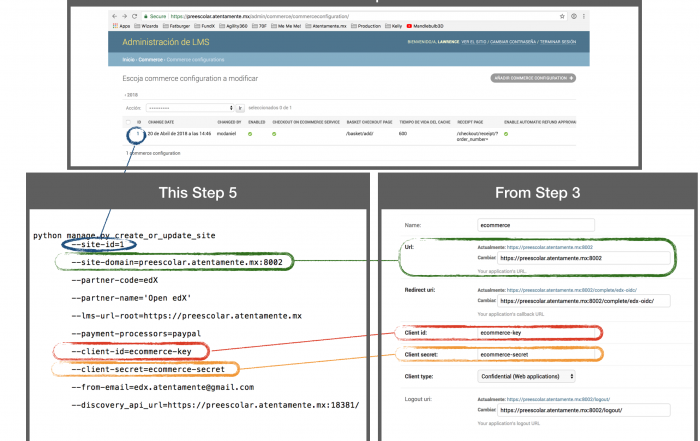 Secure | https://preescolar.atentamente.mx/admin/commerce/commerceconfiguration/
Apps Wizards Fatburger FundX Agility360 70F Me Me Me! Atentamente.mx Production Kelly Mandelbulb3D
Administración de LMS
BIENVENIDO/A, LAWRENCE. VER EL SITIO / CAMBIAR CONTRASEÑA / TERMINAR SESIÓN
Inicio › Commerce › Commerce configurations
Escoja commerce configuration a modificar
AÑADIR COMMERCE CONFIGURATION +
‹ 2018
Acción: --------- Ir seleccionados 0 de 1
ID CHANGE DATE CHANGED BY ENABLED CHECKOUT ON ECOMMERCE SERVICE BASKET CHECKOUT PAGE TIEMPO DE VIDA DEL CACHE RECEIPT PAGE ENABLE AUTOMATIC REFUND APPROVAL
1 20 de Abril de 2018 a las 14:46 mcdaniel /basket/add/ 600 /checkout/receipt/?
order_number=
1 commerce configuration
This Step 5
python manage.py create_or_update_site
--site-id=1
--site-domain=preescolar.atentamente.mx:8002
--partner-code=edX
--partner-name='Open edX'
--lms-url-root=https://preescolar.atentamente.mx
--payment-processors=paypal
--client-id=ecommerce-key
--client-secret=ecommerce-secret
--from-email=edx.atentamente@gmail.com
--discovery_api_url=https://preescolar.atentamente.mx:18381/
From Step 3
Name: ecommerce
Url: Actualmente: https://preescolar.atentamente.mx:8002
Cambiar: https://preescolar.atentamente.mx:8002
Your application's URL.
Redirect uri: Actualmente: https://preescolar.atentamente.mx:8002/complete/edx-oidc/
Cambiar: https://preescolar.atentamente.mx:8002/complete/edx-oidc/
Your application's callback URL
Client id: ecommerce-key
Client secret: ecommerce-secret
Client type: Confidential (Web applications)
Logout uri: Actualmente: https://preescolar.atentamente.mx:8002/logout/
Cambiar: https://preescolar.atentamente.mx:8002/logout/
Your application's logout URL